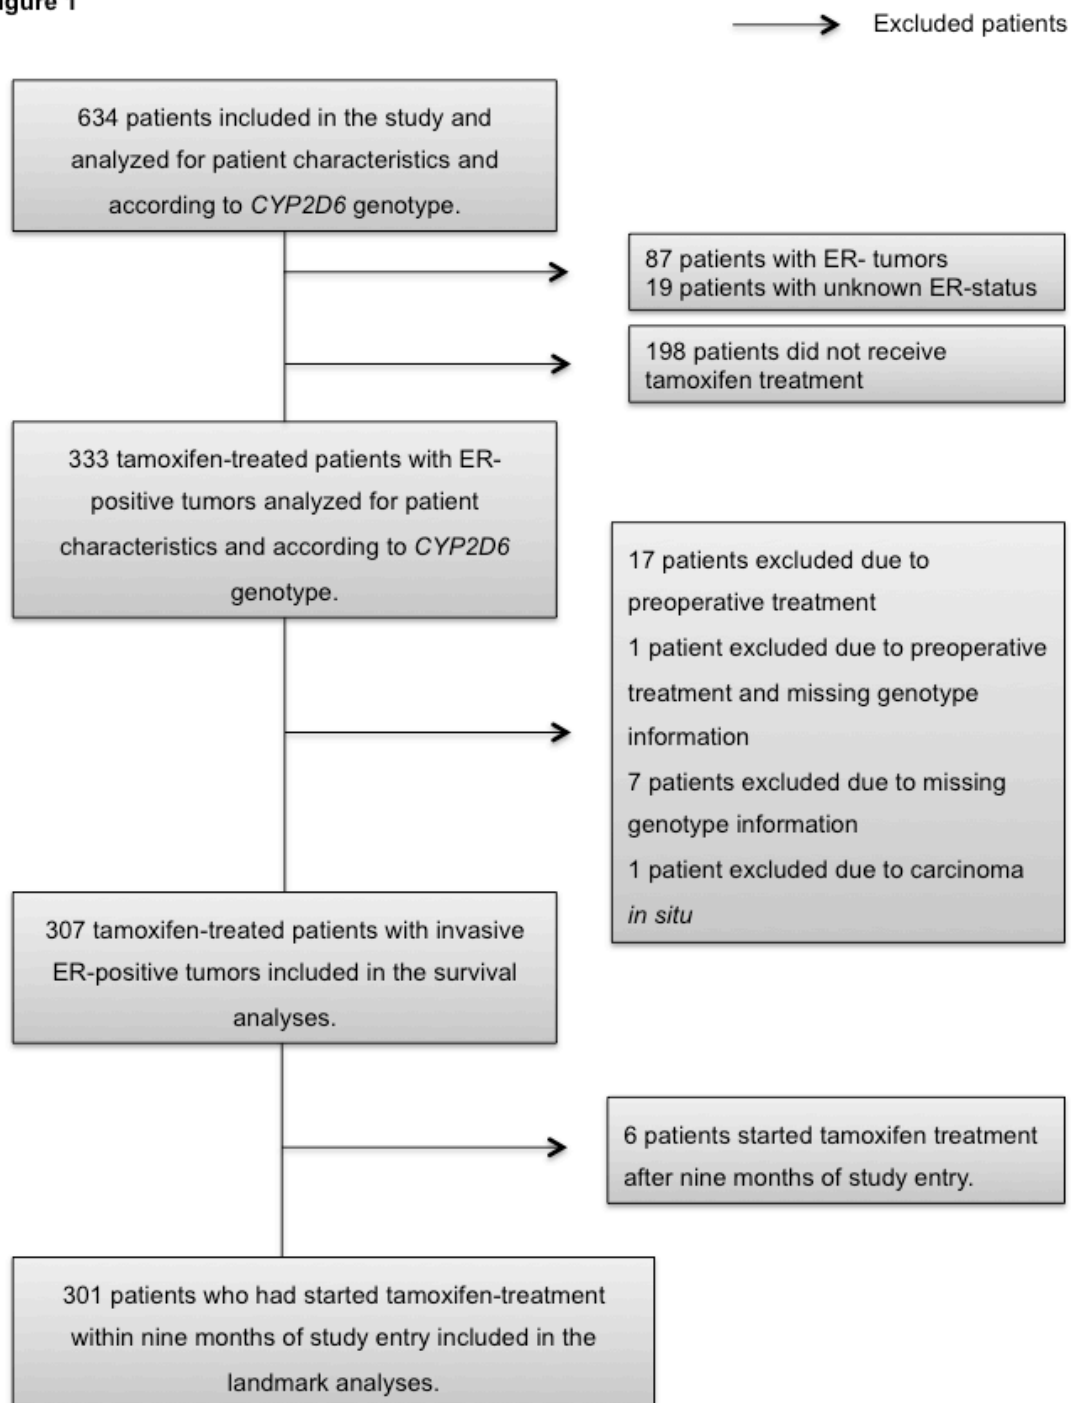 igure 1
Excluded patients
634 patients included in the study and
analyzed for patient characteristics and
according to CYP2D6 genotype.
87 patients with ER- tumors
19 patients with unknown ER-status
198 patients did not receive
tamoxifen treatment
333 tamoxifen-treated patients with ER-
positive tumors analyzed for patient
characteristics and according to CYP2D6
genotype.
17 patients excluded due to
preoperative treatment
1 patient excluded due to preoperative
treatment and missing genotype
information
7 patients excluded due to missing
genotype information
1 patient excluded due to carcinoma
in situ
307 tamoxifen-treated patients with invasive
ER-positive tumors included in the survival
analyses.
6 patients started tamoxifen treatment
after nine months of study entry.
301 patients who had started tamoxifen-treatment
within nine months of study entry included in the
landmark analyses.